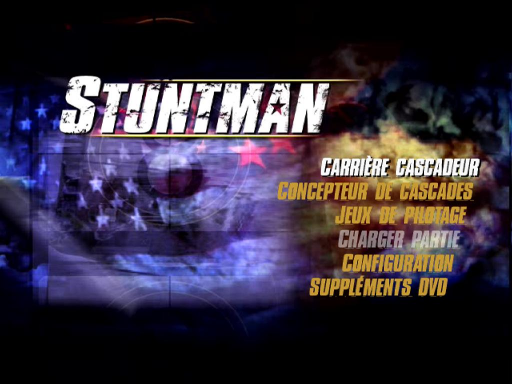 STUNTMAN
CARRIÈRE CASCADEUR
CONCEPTEUR DE CASCADES
JEUX DE PILOTAGE
CHARGER PARTIE
CONFIGURATION
SUPPLÉMENTS DVD